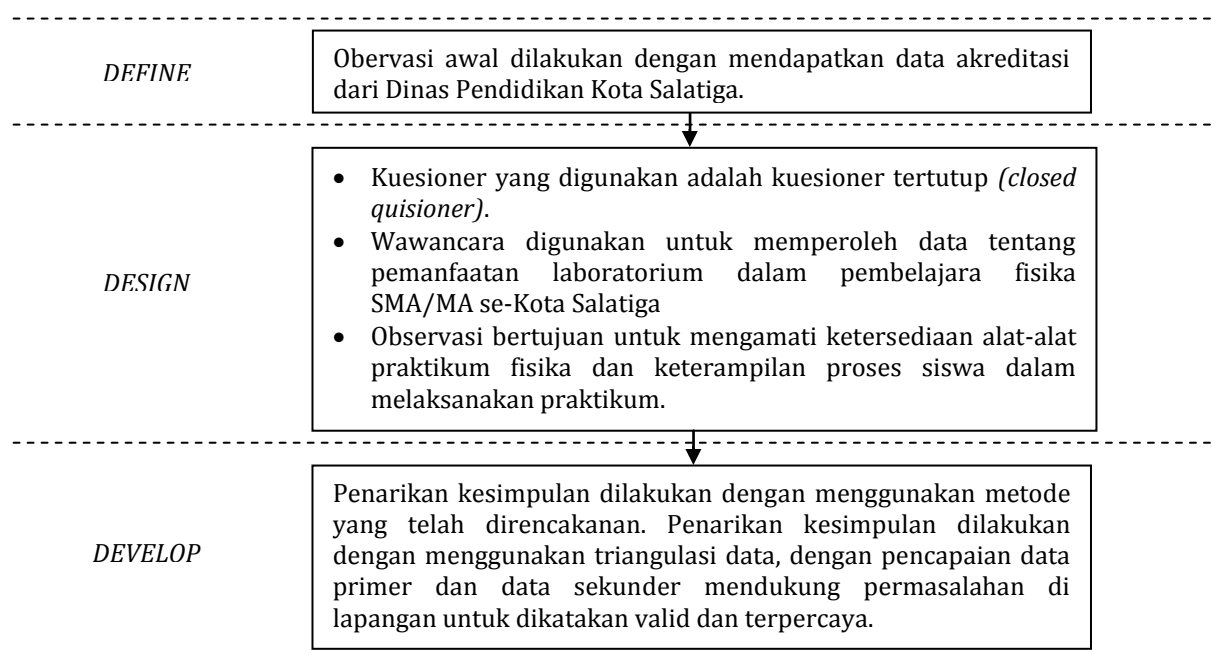 DEFINE
Obervasi awal dilakukan dengan mendapatkan data akreditasi
dari Dinas Pendidikan Kota Salatiga.
DESIGN
• Kuesioner yang digunakan adalah kuesioner tertutup (closed
quisioner).
• Wawancara digunakan untuk memperoleh data tentang
pemanfaatan laboratorium dalam pembelajara fisika
SMA/MA se-Kota Salatiga
• Observasi bertujuan untuk mengamati ketersediaan alat-alat
praktikum fisika dan keterampilan proses siswa dalam
melaksanakan praktikum.
DEVELOP
Penarikan kesimpulan dilakukan dengan menggunakan metode
yang telah direncakanan. Penarikan kesimpulan dilakukan
dengan menggunakan triangulasi data, dengan pencapaian data
primer dan data sekunder mendukung permasalahan di
lapangan untuk dikatakan valid dan terpercaya.